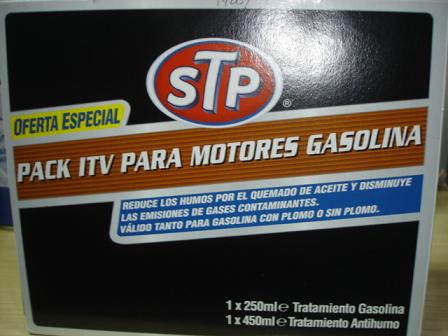 STP
®
OFERTA ESPECIAL
PACK ITV PARA MOTORES GASOLINA
REDUCE LOS HUMOS POR EL QUEMADO DE ACEITE Y DISMINUYE
LAS EMISIONES DE GASES CONTAMINANTES.
VÁLIDO TANTO PARA GASOLINA CON PLOMO O SIN PLOMO.
1 x 250ml℮ Tratamiento Gasolina
1 x 450ml℮ Tratamiento Antihumo